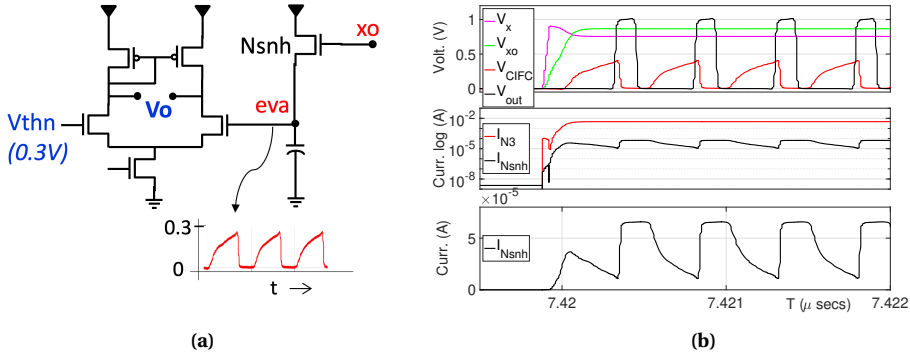 (a)
Nsnh
xo
Vo
eva
Vthn
(0.3V)
0.3
0
t →
(b)
Volt. (V)
1
0.5
0
V_x
V_xo
V_CIFC
V_out
Curr. log (A)
10^-2
10^-5
10^-8
I_N3
I_Nsnh
×10^-5
Curr. (A)
5
0
I_Nsnh
7.42
7.421
T (μ secs)
7.422
(a)
(b)